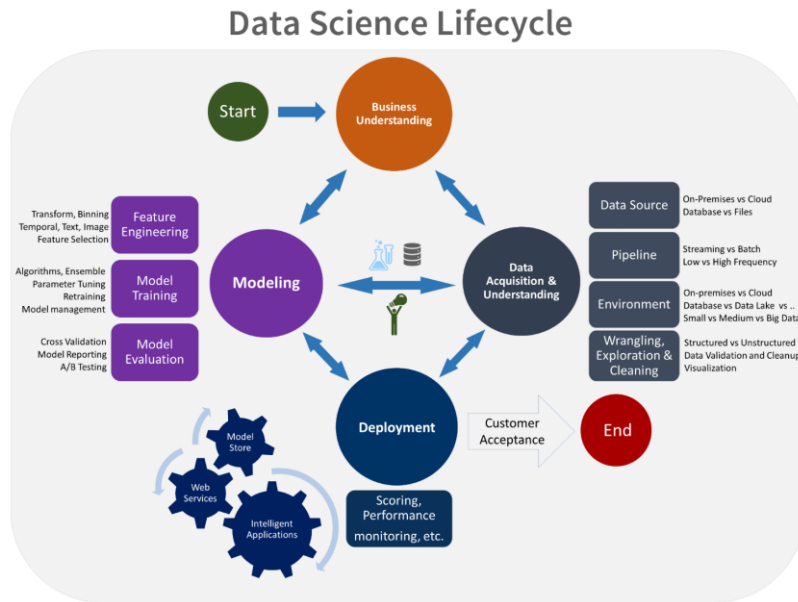 Data Science Lifecycle
Start
Business
Understanding
Feature
Engineering
Transform, Binning
Temporal, Text, Image
Feature Selection
Model
Training
Algorithms, Ensemble
Parameter Tuning
Retraining
Model management
Model
Evaluation
Cross Validation
Model Reporting
A/B Testing
Modeling
Data
Acquisition &
Understanding
Data Source
On-Premises vs Cloud
Database vs Files
Pipeline
Streaming vs Batch
Low vs High Frequency
Environment
On-premises vs Cloud
Database vs Data Lake vs ..
Small vs Medium vs Big Data
Wrangling,
Exploration &
Cleaning
Structured vs Unstructured
Data Validation and Cleanup
Visualization
Deployment
Customer
Acceptance
End
Scoring,
Performance
monitoring, etc.
Model
Store
Web
Services
Intelligent
Applications